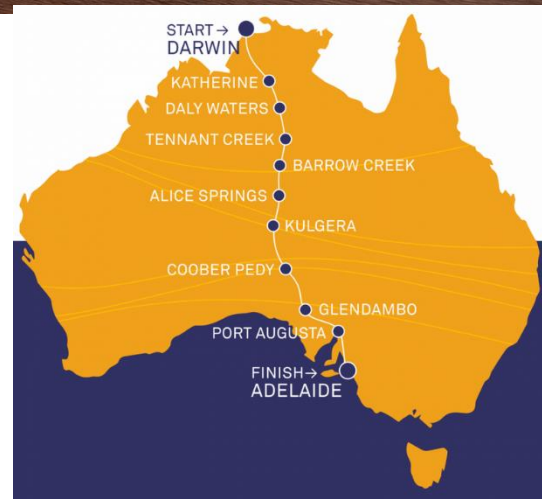 START→
DARWIN
KATHERINE
DALY WATERS
TENNANT CREEK
BARROW CREEK
ALICE SPRINGS
KULGERA
COOBER PEDY
GLENDAMBO
PORT AUGUSTA
FINISH→
ADELAIDE